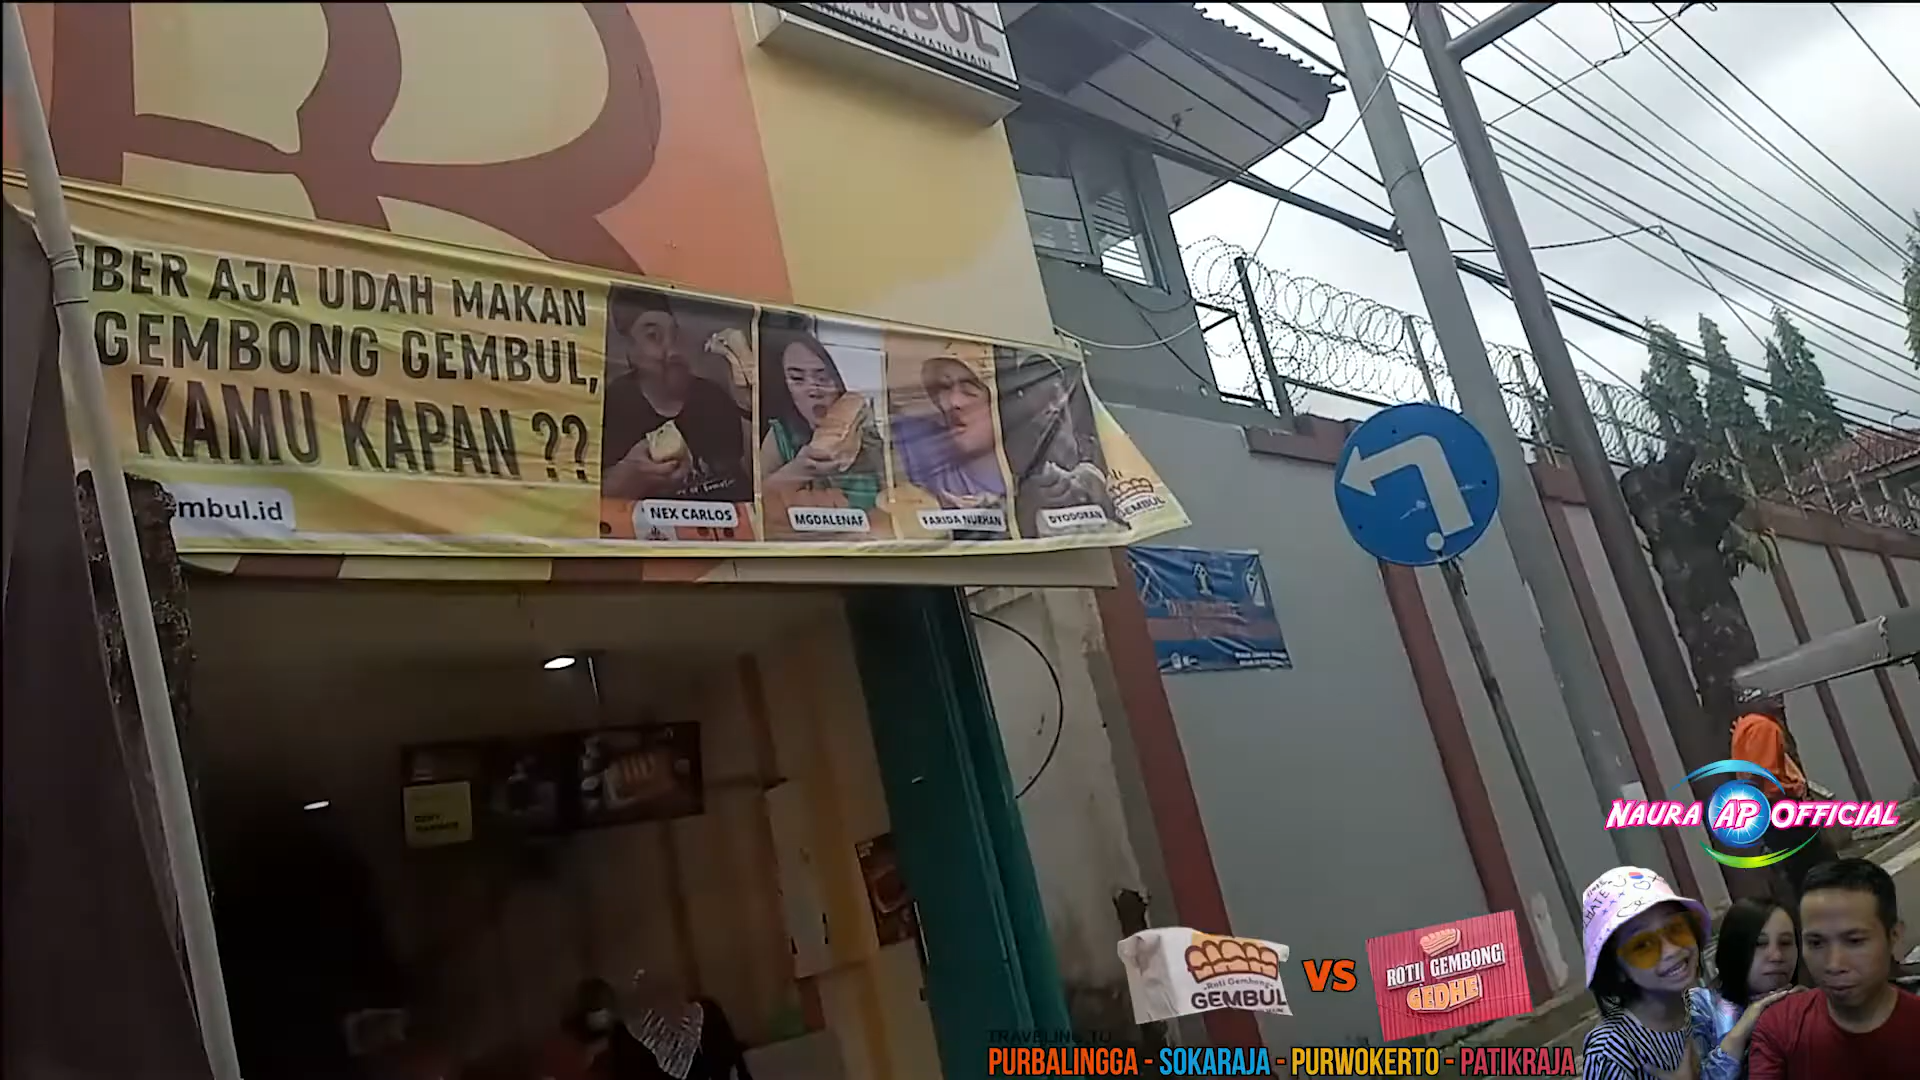 GEMBUL
BER AJA UDAH MAKAN
GEMBONG GEMBUL,
KAMU KAPAN ??
mbul.id
NEX CARLOS
MGDALENAF
FARIDA NURHAN
DYODORAN
GEMBUL
NAURA AP OFFICIAL
Roti Gembong
GEMBUL
VS
ROTI GEMBONG
GEDHE
TRAVELING TO
PURBALINGGA - SOKARAJA - PURWOKERTO - PATIKRAJA